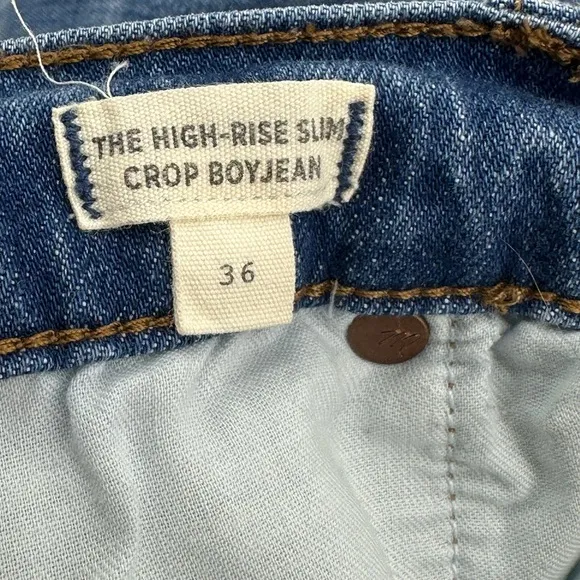 THE HIGH-RISE SLIM
CROP BOYJEAN
36
m